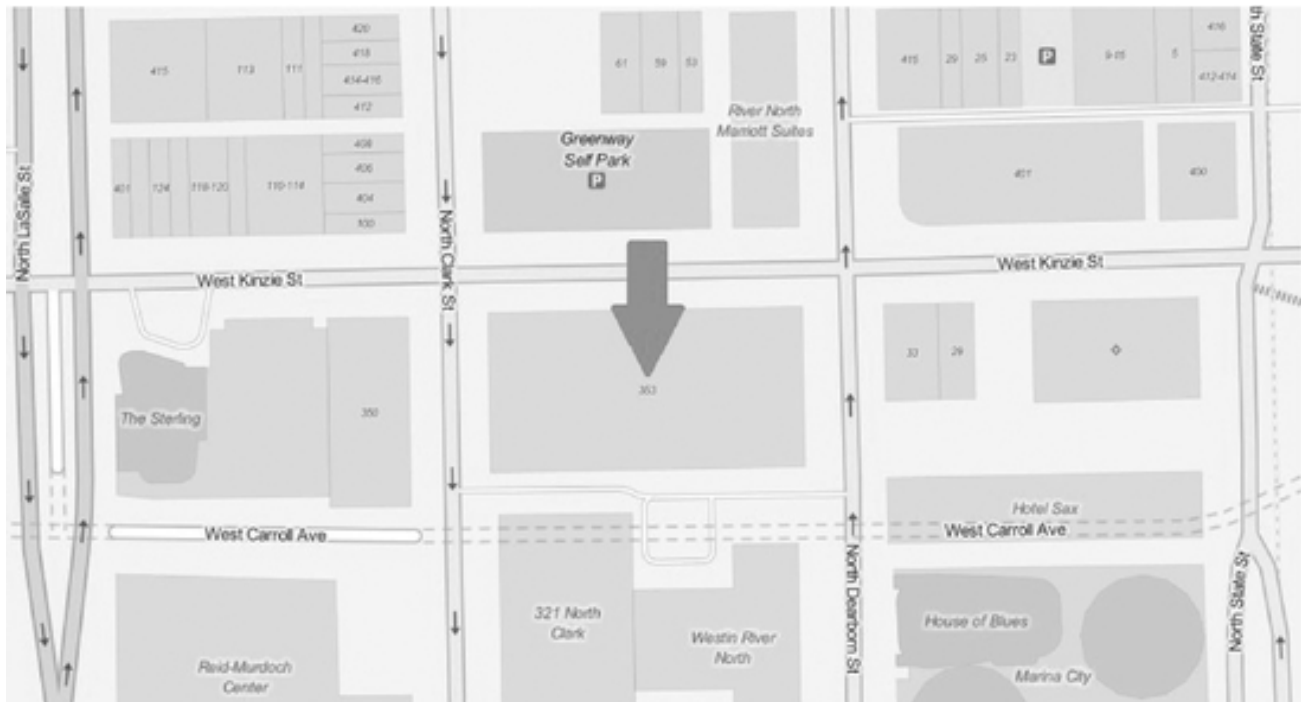 420
415
113
111
418
414-416
412
61
59
53
River North
Marriott Suites
415
29
25
23
P
9-15
5
416
412-414
th State St
Greenway
Self Park
P
401
124
118-120
110-114
408
406
404
100
401
400
North LaSalle St
North Clark St
West Kinzie St
West Kinzie St
The Sterling
350
353
33
29
West Carroll Ave
Hotel Sax
West Carroll Ave
321 North
Clark
Westin River
North
North Dearborn St
House of Blues
Marina City
North State St
Reid-Murdoch
Center